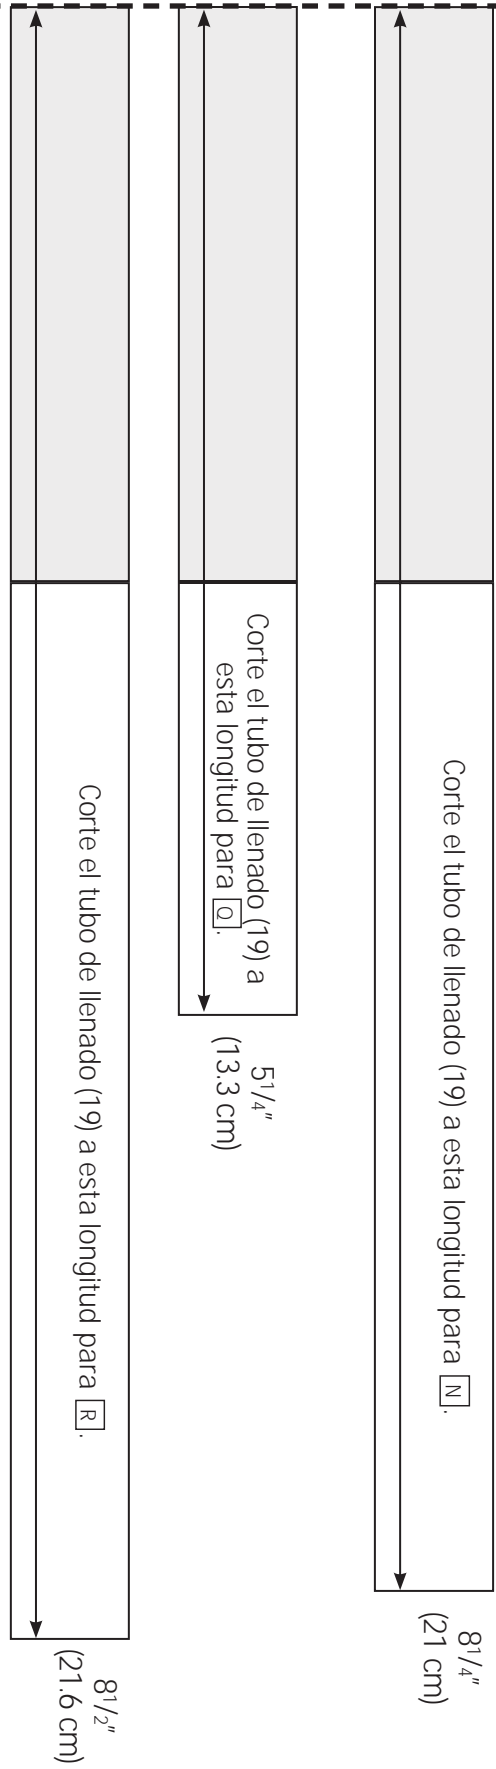 Corte el tubo de llenado (19) a esta longitud para N.
8 1/4"
(21 cm)
Corte el tubo de llenado (19) a
esta longitud para Q.
5 1/4"
(13.3 cm)
Corte el tubo de llenado (19) a esta longitud para R.
8 1/2"
(21.6 cm)